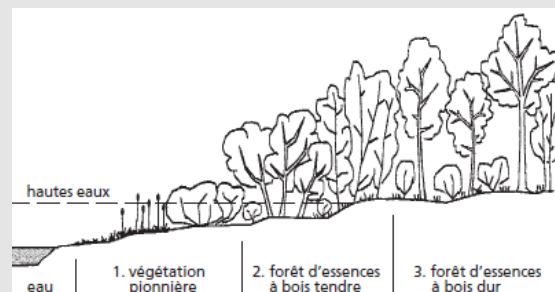 hautes eaux
eau
1. végétation
pionnière
2. forêt d'essences
à bois tendre
3. forêt d'essences
à bois dur